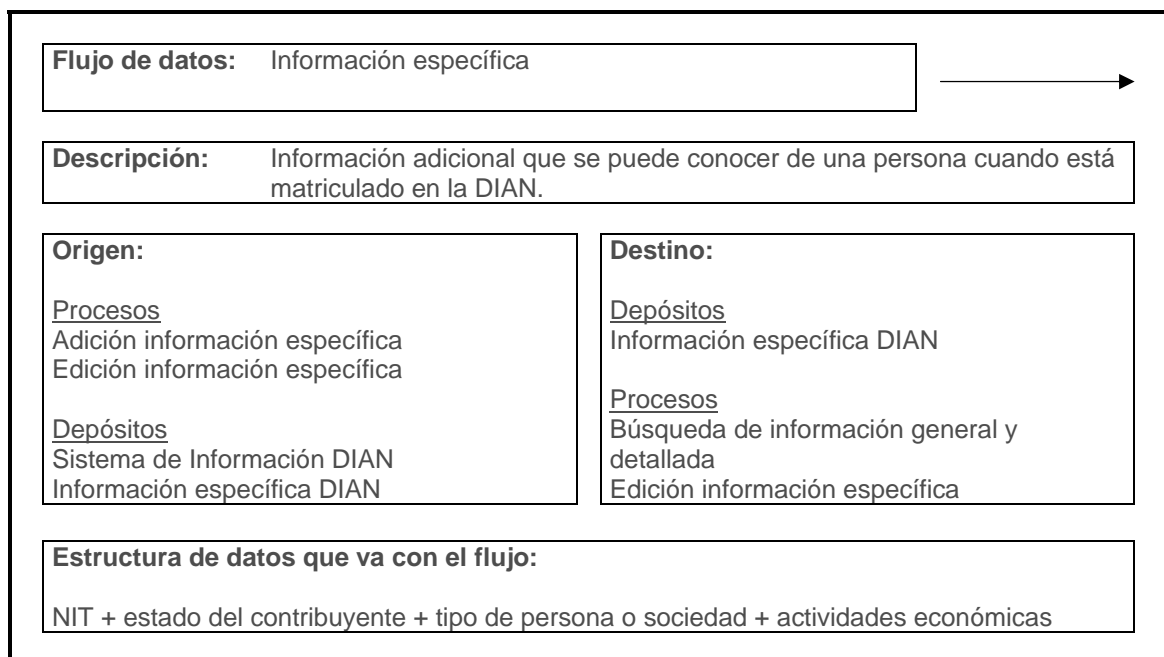 Flujo de datos: Información específica
Descripción: Información adicional que se puede conocer de una persona cuando está
matriculado en la DIAN.
Origen:
Procesos
Adición información específica
Edición información específica
Depósitos
Sistema de Información DIAN
Información específica DIAN
Destino:
Depósitos
Información específica DIAN
Procesos
Búsqueda de información general y
detallada
Edición información específica
Estructura de datos que va con el flujo:
NIT + estado del contribuyente + tipo de persona o sociedad + actividades económicas